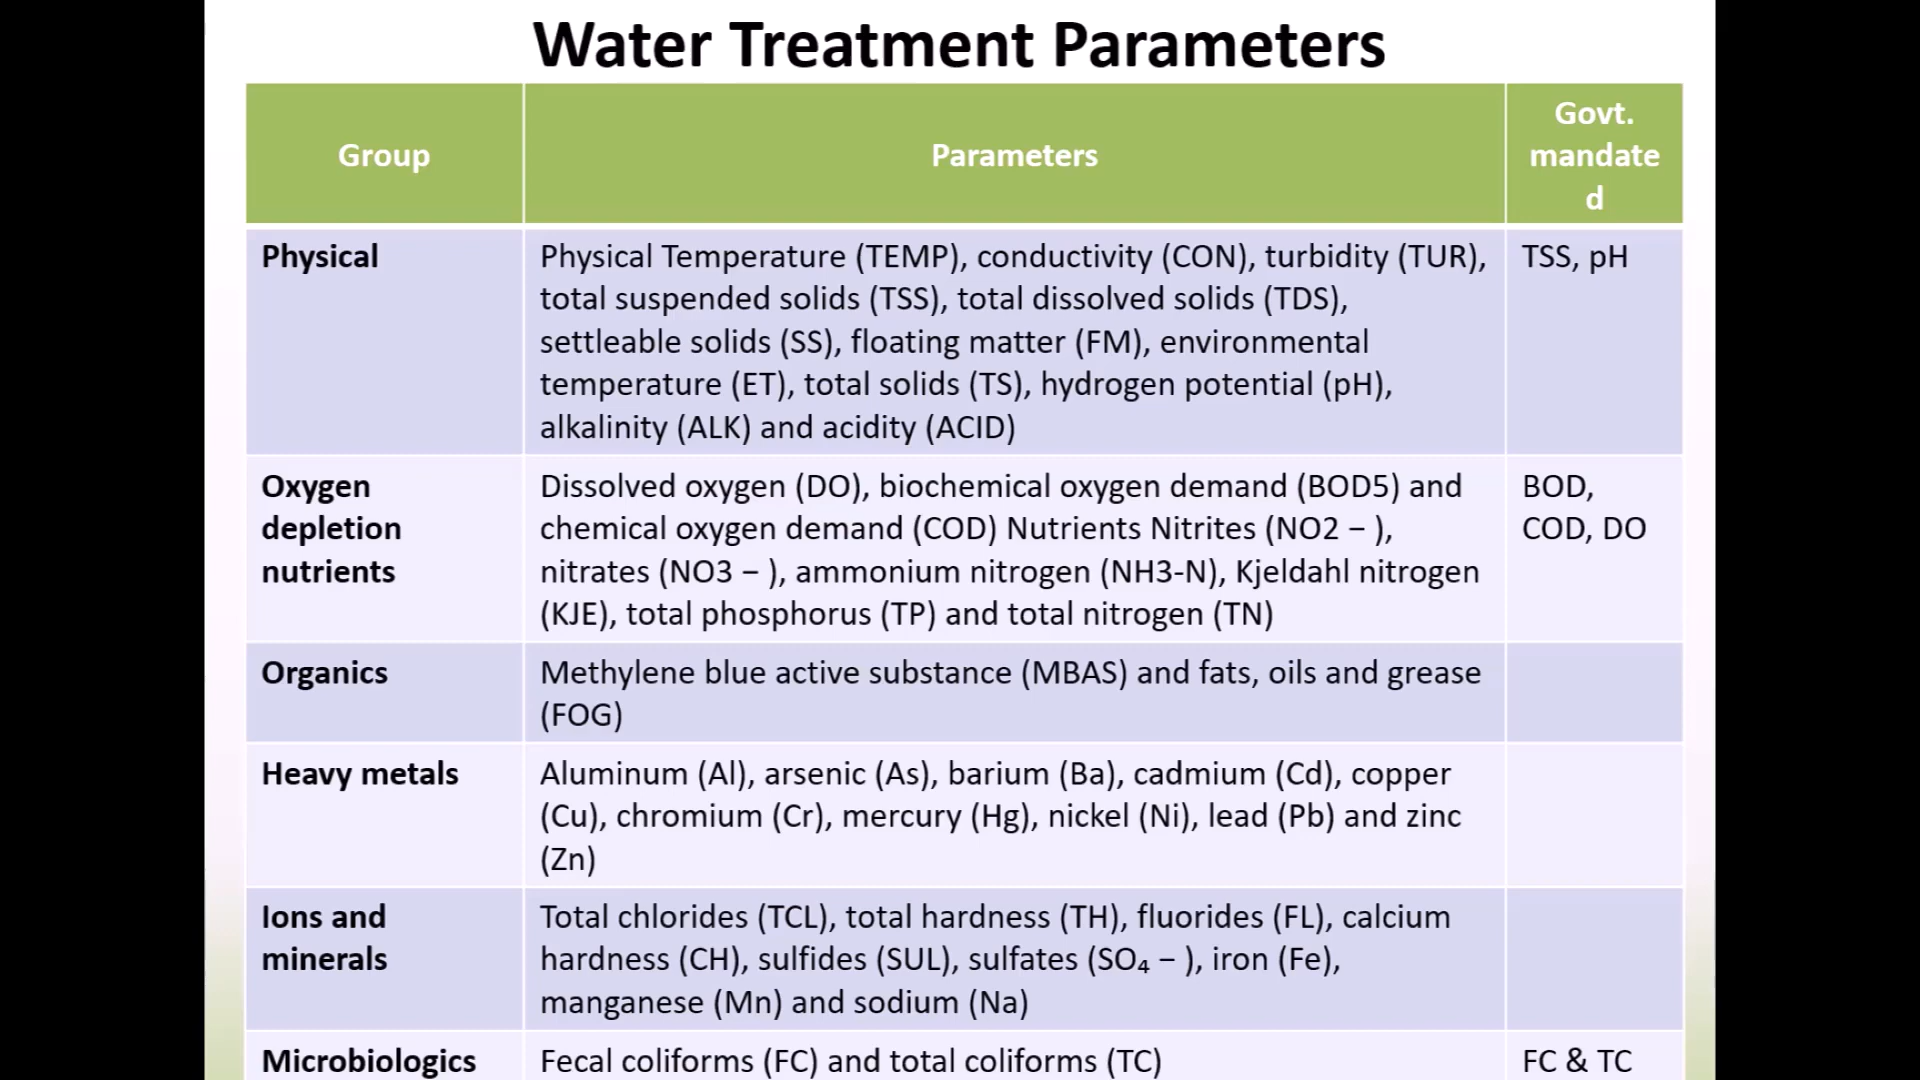 Water Treatment Parameters
Group
Parameters
Govt.
mandate
d
Physical
Physical Temperature (TEMP), conductivity (CON), turbidity (TUR),
total suspended solids (TSS), total dissolved solids (TDS),
settleable solids (SS), floating matter (FM), environmental
temperature (ET), total solids (TS), hydrogen potential (pH),
alkalinity (ALK) and acidity (ACID)
TSS, pH
Oxygen
depletion
nutrients
Dissolved oxygen (DO), biochemical oxygen demand (BOD5) and
chemical oxygen demand (COD) Nutrients Nitrites (NO2 − ),
nitrates (NO3 − ), ammonium nitrogen (NH3-N), Kjeldahl nitrogen
(KJE), total phosphorus (TP) and total nitrogen (TN)
BOD,
COD, DO
Organics
Methylene blue active substance (MBAS) and fats, oils and grease
(FOG)
Heavy metals
Aluminum (Al), arsenic (As), barium (Ba), cadmium (Cd), copper
(Cu), chromium (Cr), mercury (Hg), nickel (Ni), lead (Pb) and zinc
(Zn)
Ions and
minerals
Total chlorides (TCL), total hardness (TH), fluorides (FL), calcium
hardness (CH), sulfides (SUL), sulfates (SO₄ − ), iron (Fe),
manganese (Mn) and sodium (Na)
Microbiologics
Fecal coliforms (FC) and total coliforms (TC)
FC & TC